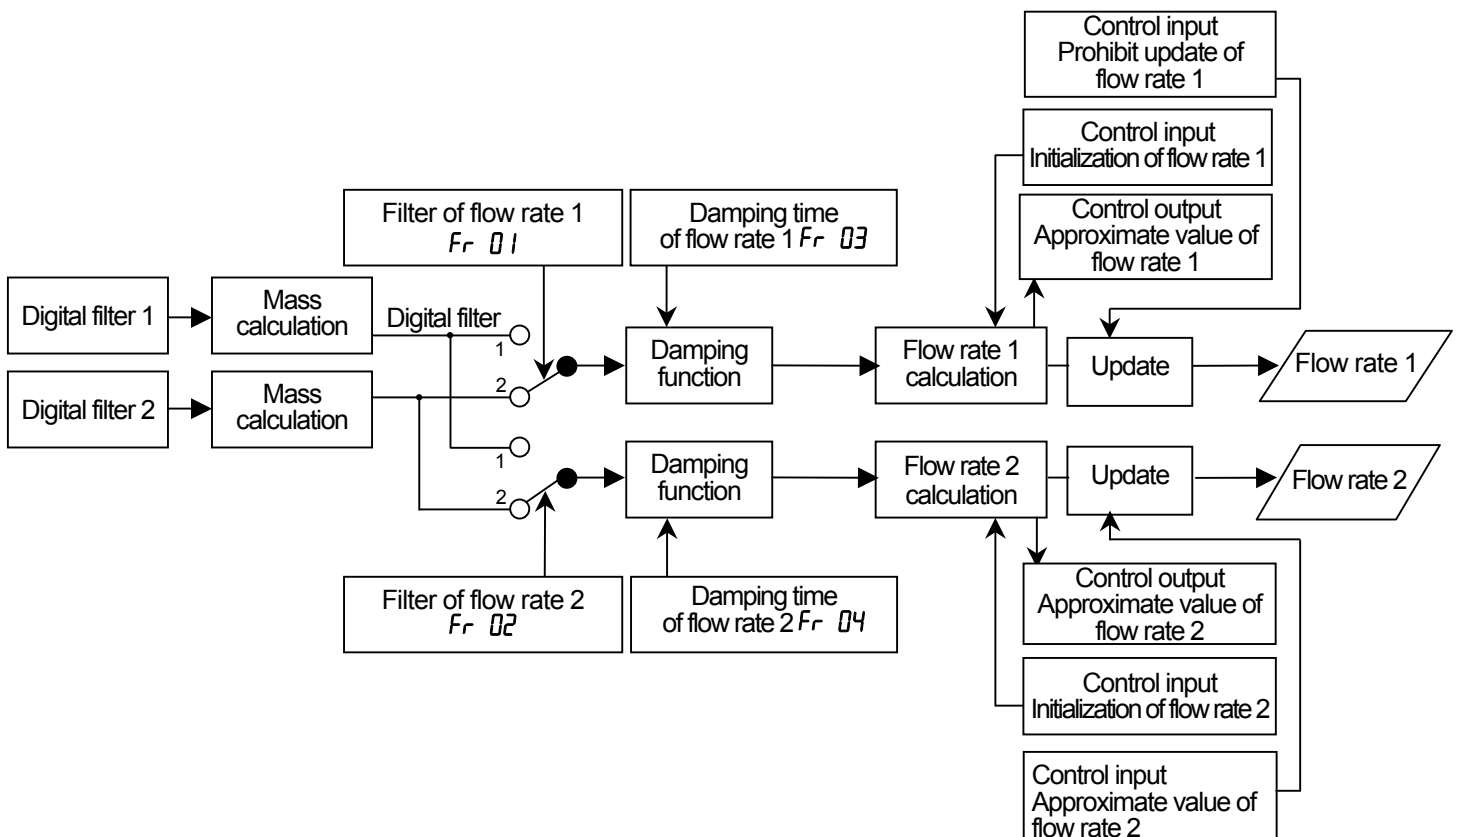 Control input
Prohibit update of
flow rate 1
Control input
Initialization of flow rate 1
Filter of flow rate 1
Fr 01
Damping time
of flow rate 1 Fr 03
Control output
Approximate value of
flow rate 1
Digital filter 1
Mass
calculation
Digital filter
1
2
Damping
function
Flow rate 1
calculation
Update
Flow rate 1
Digital filter 2
Mass
calculation
1
2
Damping
function
Flow rate 2
calculation
Update
Flow rate 2
Filter of flow rate 2
Fr 02
Damping time
of flow rate 2 Fr 04
Control output
Approximate value of
flow rate 2
Control input
Initialization of flow rate 2
Control input
Approximate value of
flow rate 2